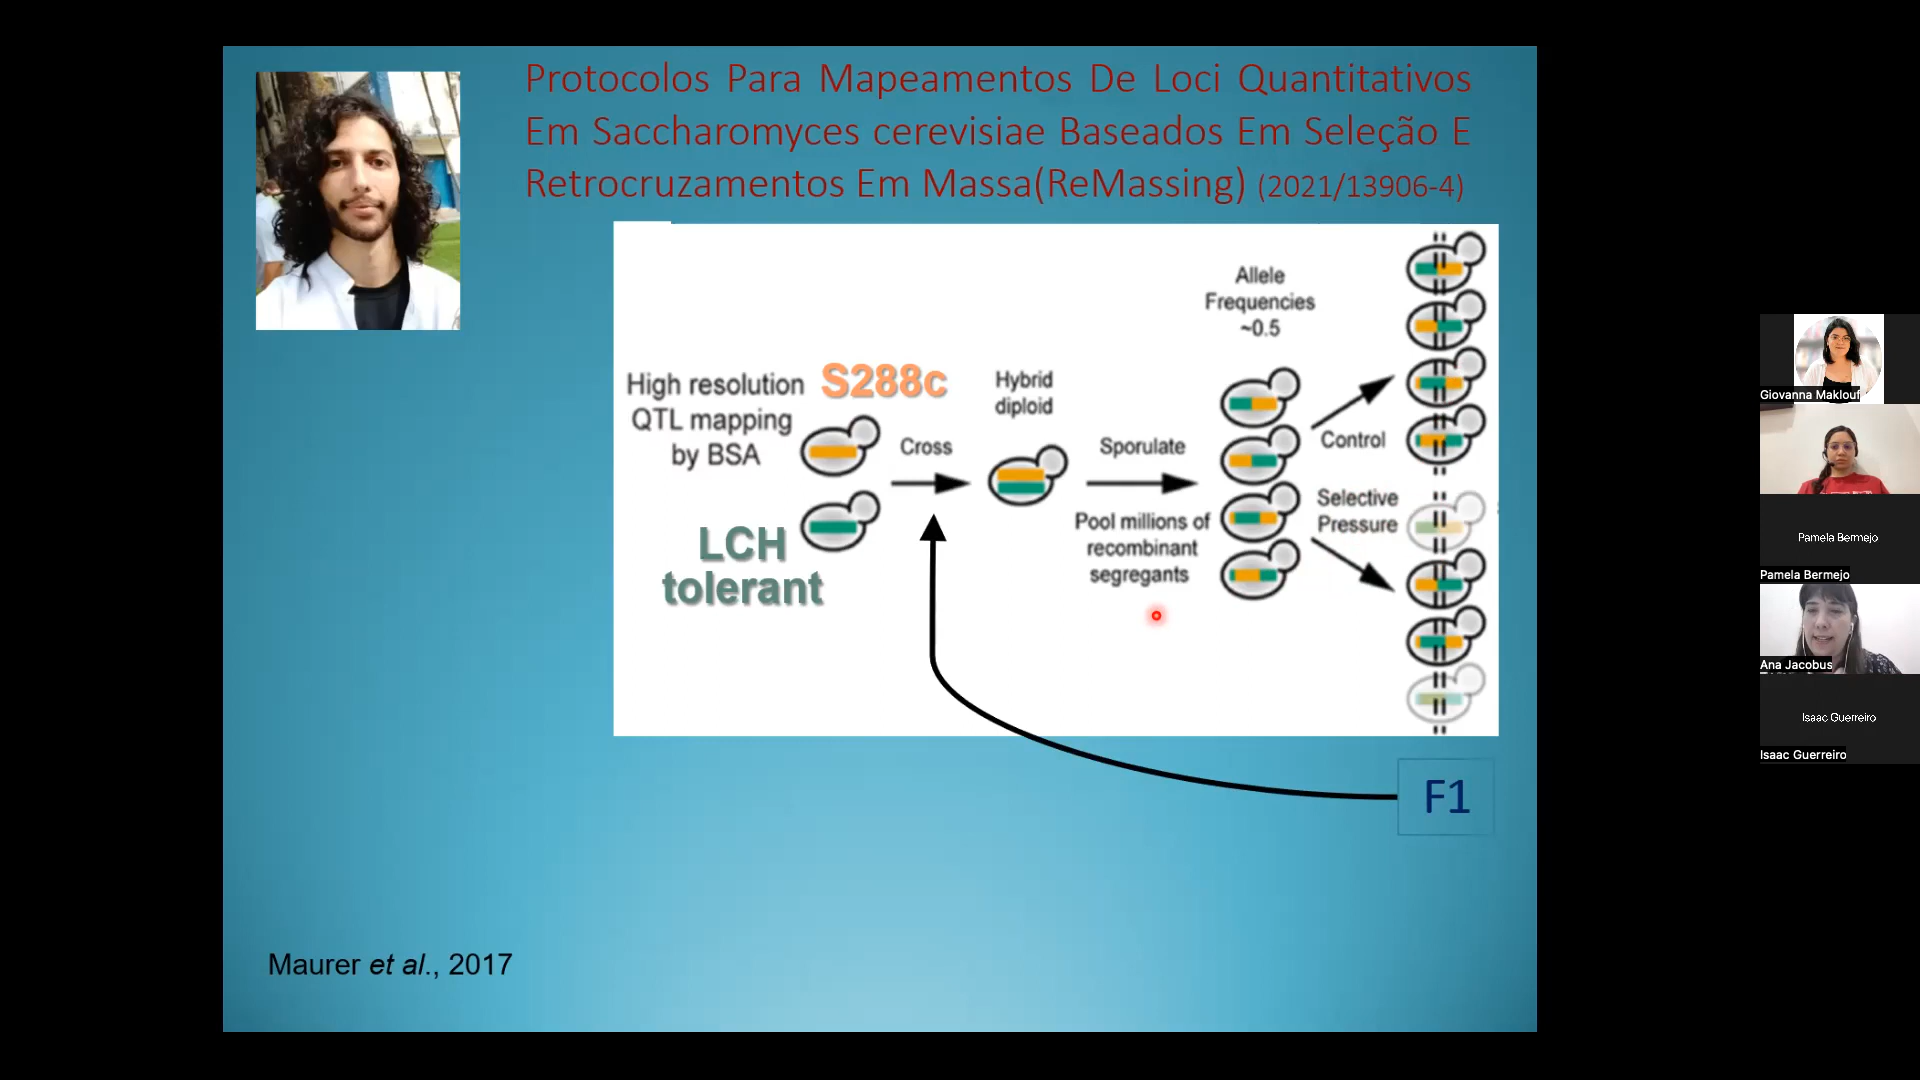 Protocolos Para Mapeamentos De Loci Quantitativos
Em Saccharomyces cerevisiae Baseados Em Seleção E
Retrocruzamentos Em Massa(ReMassing) (2021/13906-4)
High resolution
QTL mapping
by BSA
S288c
LCH
tolerant
Cross
Hybrid
diploid
Sporulate
Pool millions of
recombinant
segregants
Allele
Frequencies
~0.5
Control
Selective
Pressure
F1
Maurer et al., 2017
Giovanna Maklouf
Pamela Bermejo
Pamela Bermejo
Ana Jacobus
Isaac Guerreiro
Isaac Guerreiro